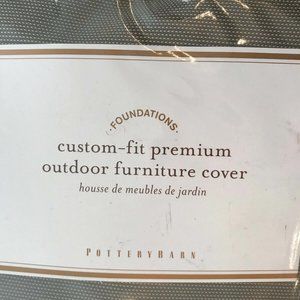 ·FOUNDATIONS·
custom-fit premium
outdoor furniture cover
housse de meubles de jardin
POTTERYBARN